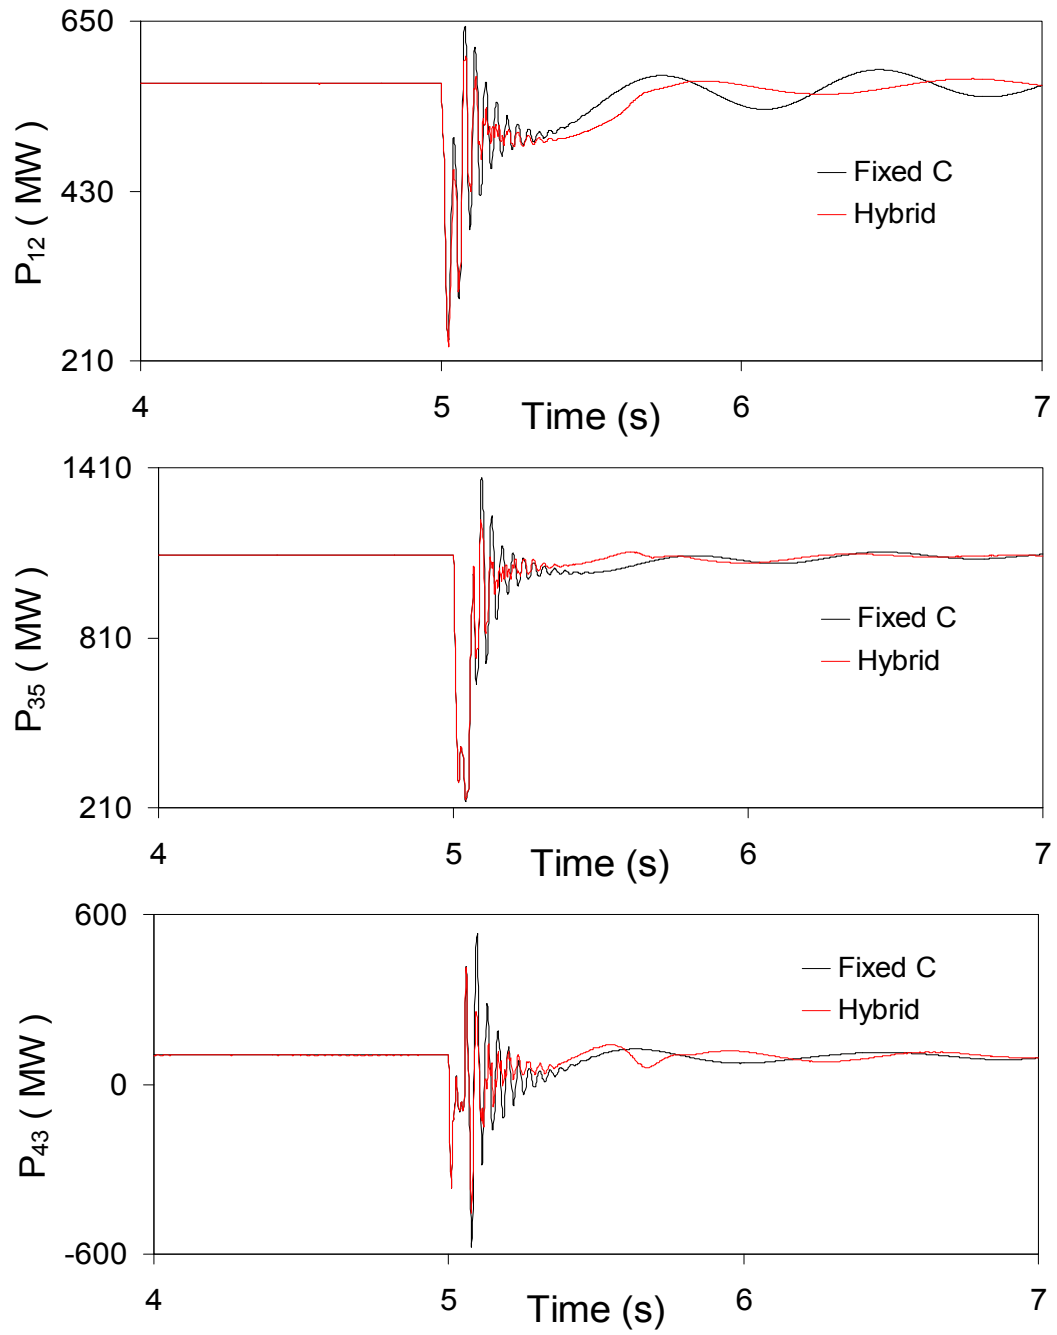 650
430
210
P12 ( MW )
Fixed C
Hybrid
4 5 6 7
Time (s)
1410
810
210
P35 ( MW )
Fixed C
Hybrid
4 5 6 7
Time (s)
600
0
-600
P43 ( MW )
Fixed C
Hybrid
4 5 6 7
Time (s)